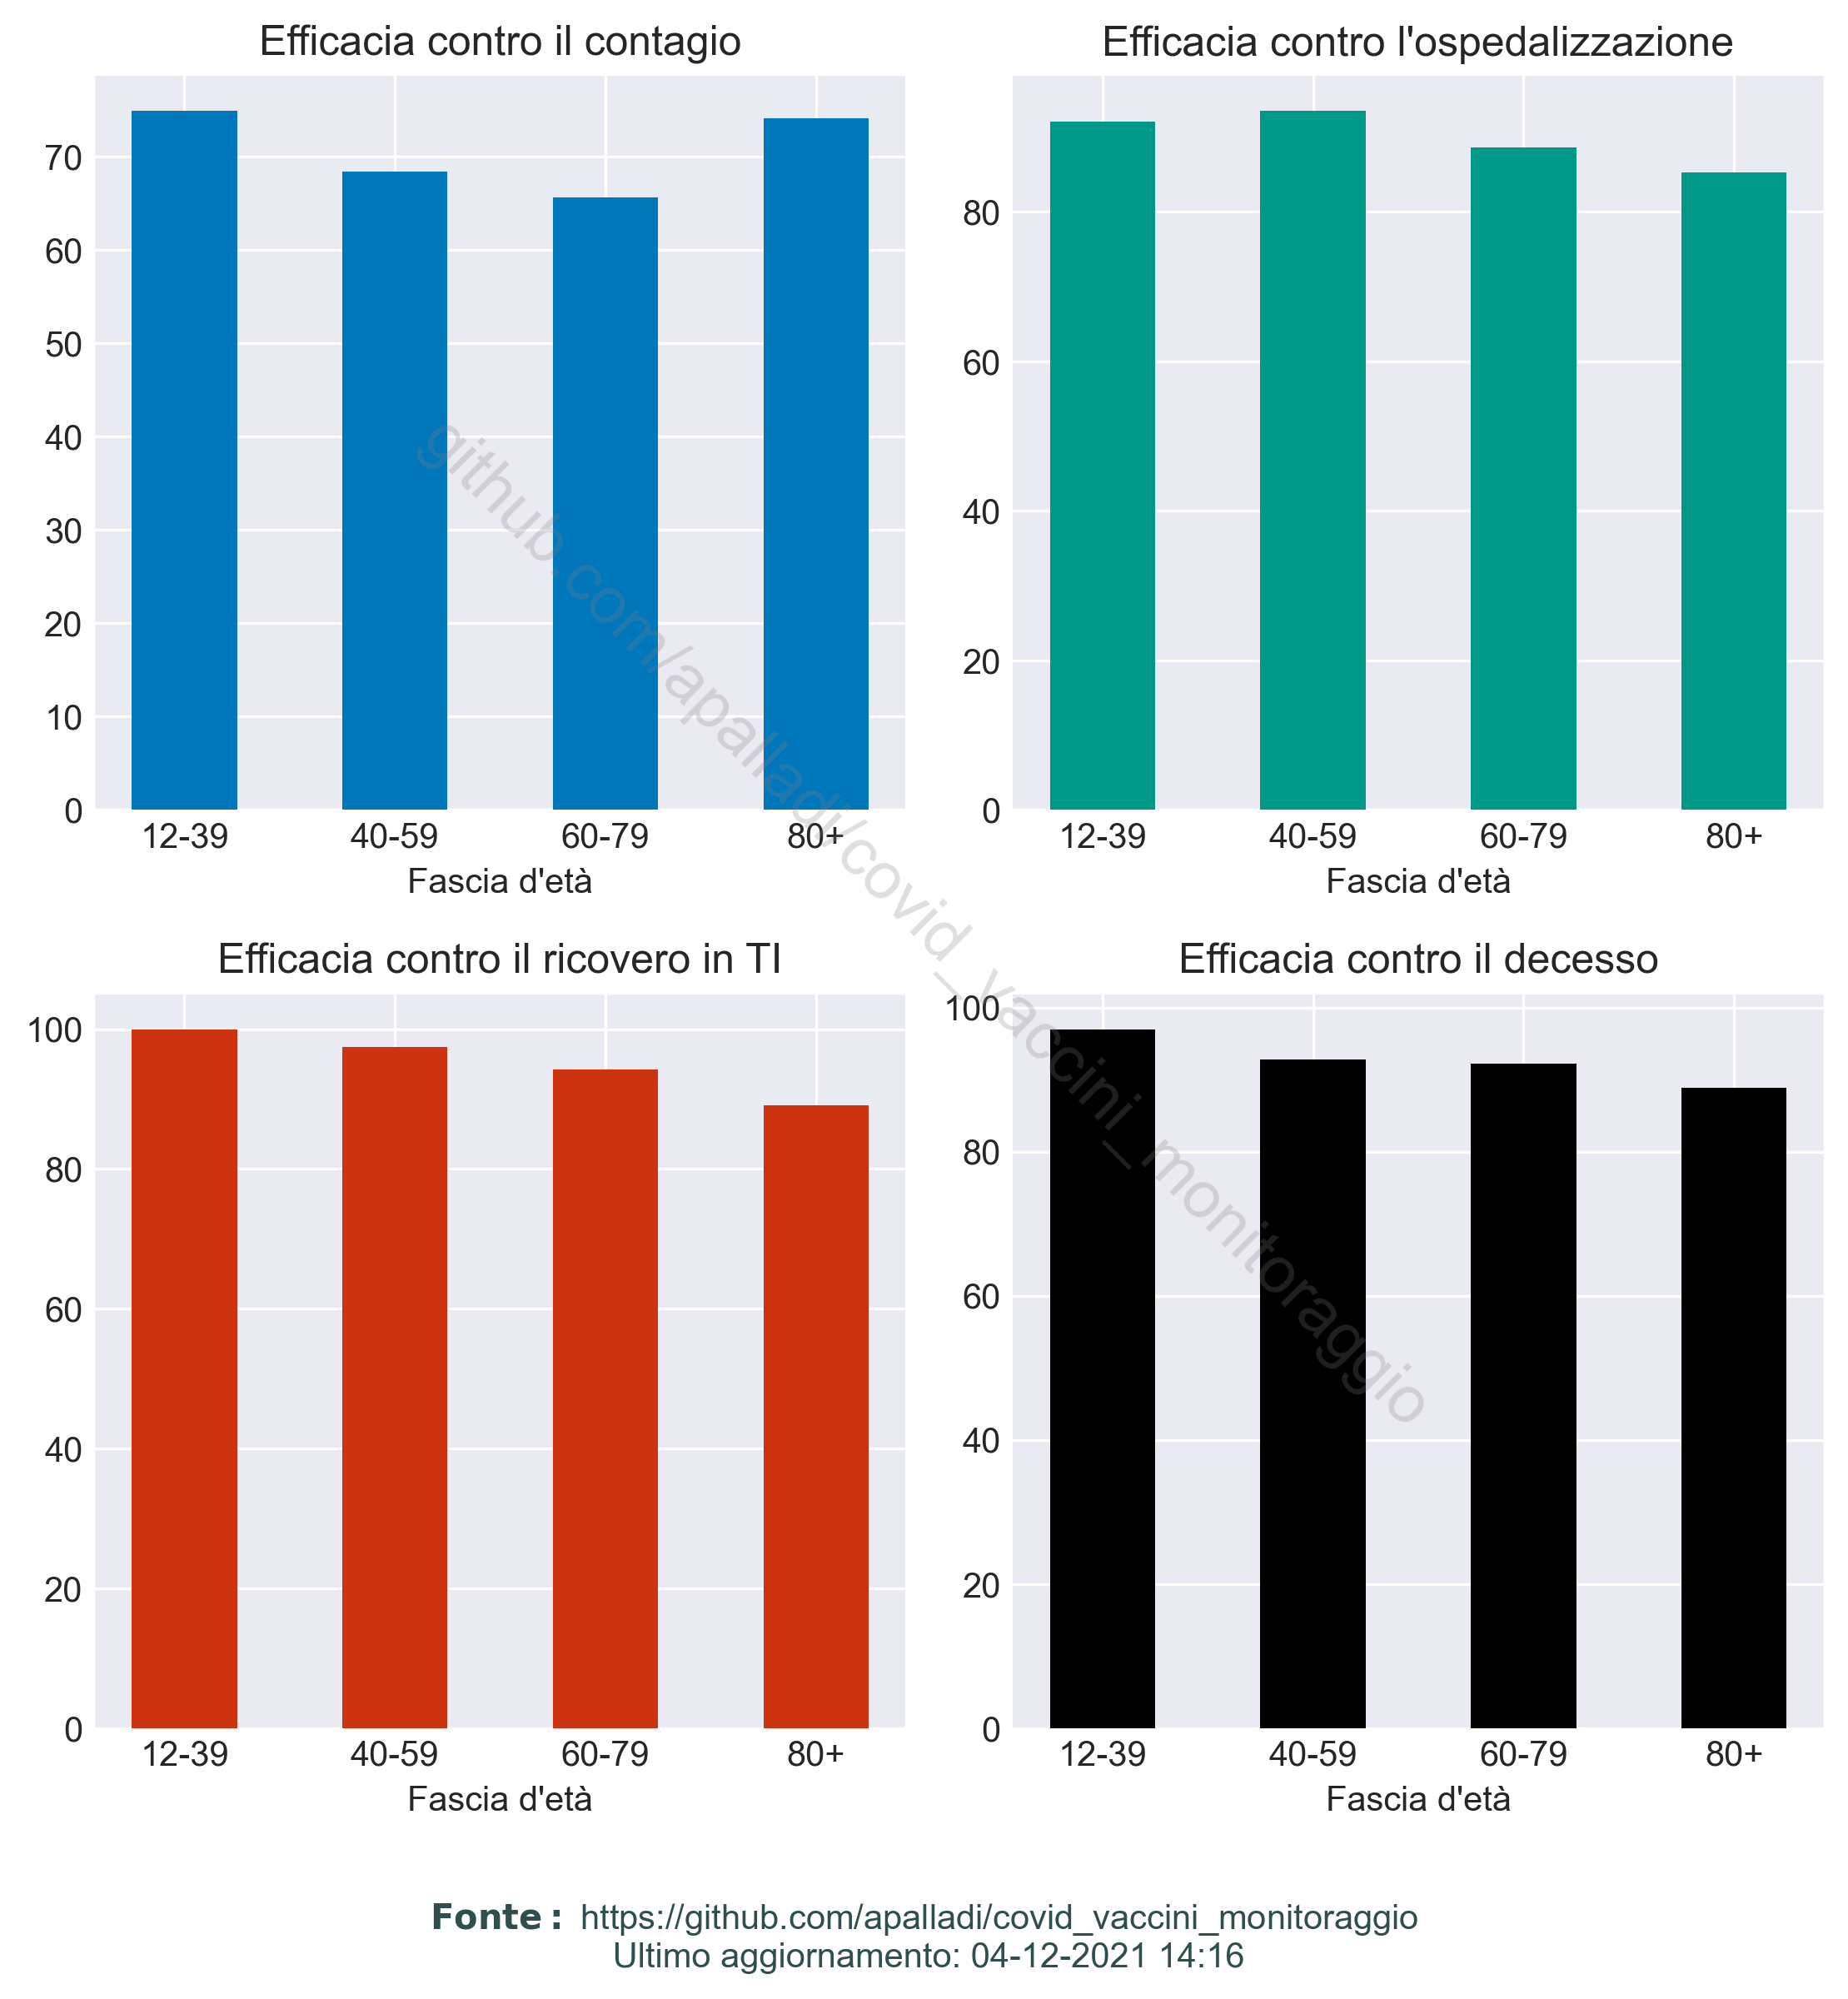 Efficacia contro il contagio
70
60
50
40
30
20
10
0
12-39 40-59 60-79 80+
Fascia d'età
Efficacia contro l'ospedalizzazione
80
60
40
20
0
12-39 40-59 60-79 80+
Fascia d'età
Efficacia contro il ricovero in TI
100
80
60
40
20
0
12-39 40-59 60-79 80+
Fascia d'età
Efficacia contro il decesso
100
80
60
40
20
0
12-39 40-59 60-79 80+
Fascia d'età
github.com/apalladi/covid_vaccini_monitoraggio
Fonte: https://github.com/apalladi/covid_vaccini_monitoraggio
Ultimo aggiornamento: 04-12-2021 14:16